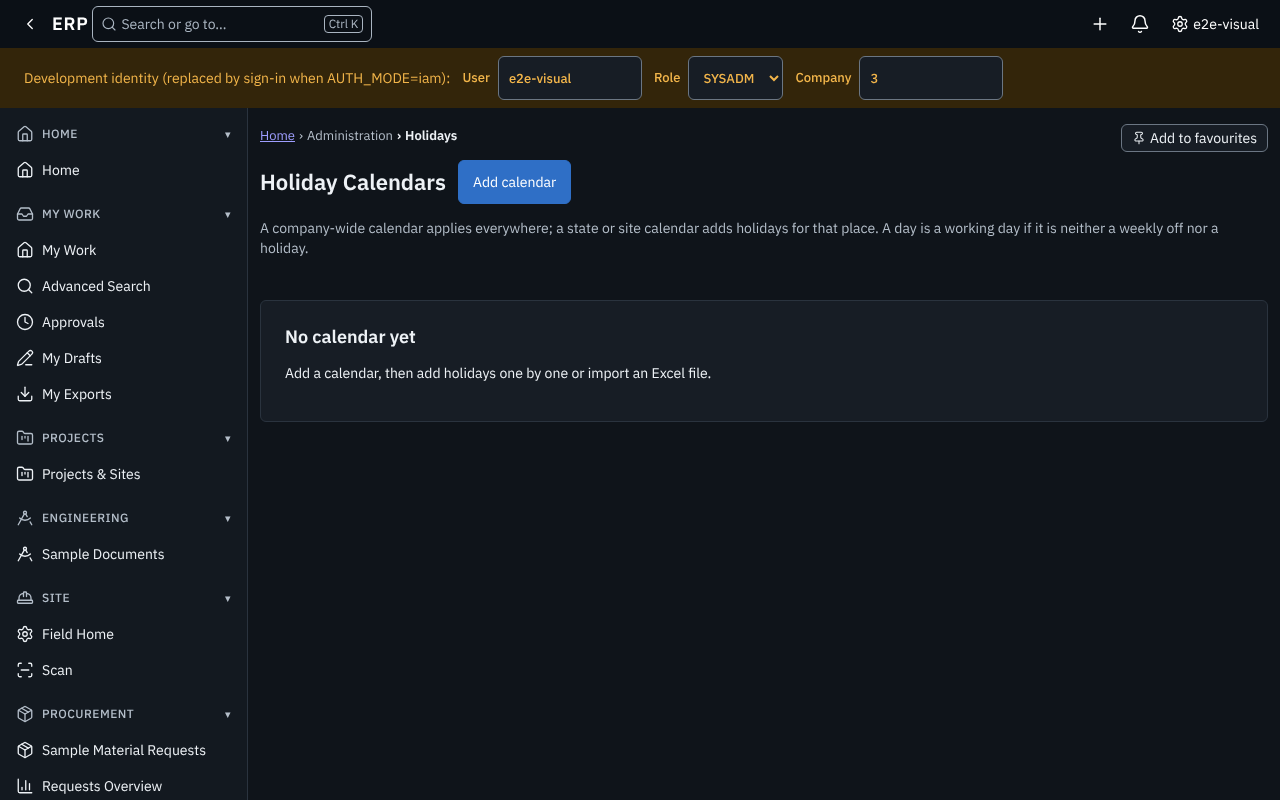 ERP
Search or go to...
Ctrl K
e2e-visual
Development identity (replaced by sign-in when AUTH_MODE=iam):
User
e2e-visual
Role
SYSADM
Company
3
HOME
Home
MY WORK
My Work
Advanced Search
Approvals
My Drafts
My Exports
PROJECTS
Projects & Sites
ENGINEERING
Sample Documents
SITE
Field Home
Scan
PROCUREMENT
Sample Material Requests
Requests Overview
Home › Administration › Holidays
Add to favourites
Holiday Calendars
Add calendar
A company-wide calendar applies everywhere; a state or site calendar adds holidays for that place. A day is a working day if it is neither a weekly off nor a
holiday.
No calendar yet
Add a calendar, then add holidays one by one or import an Excel file.